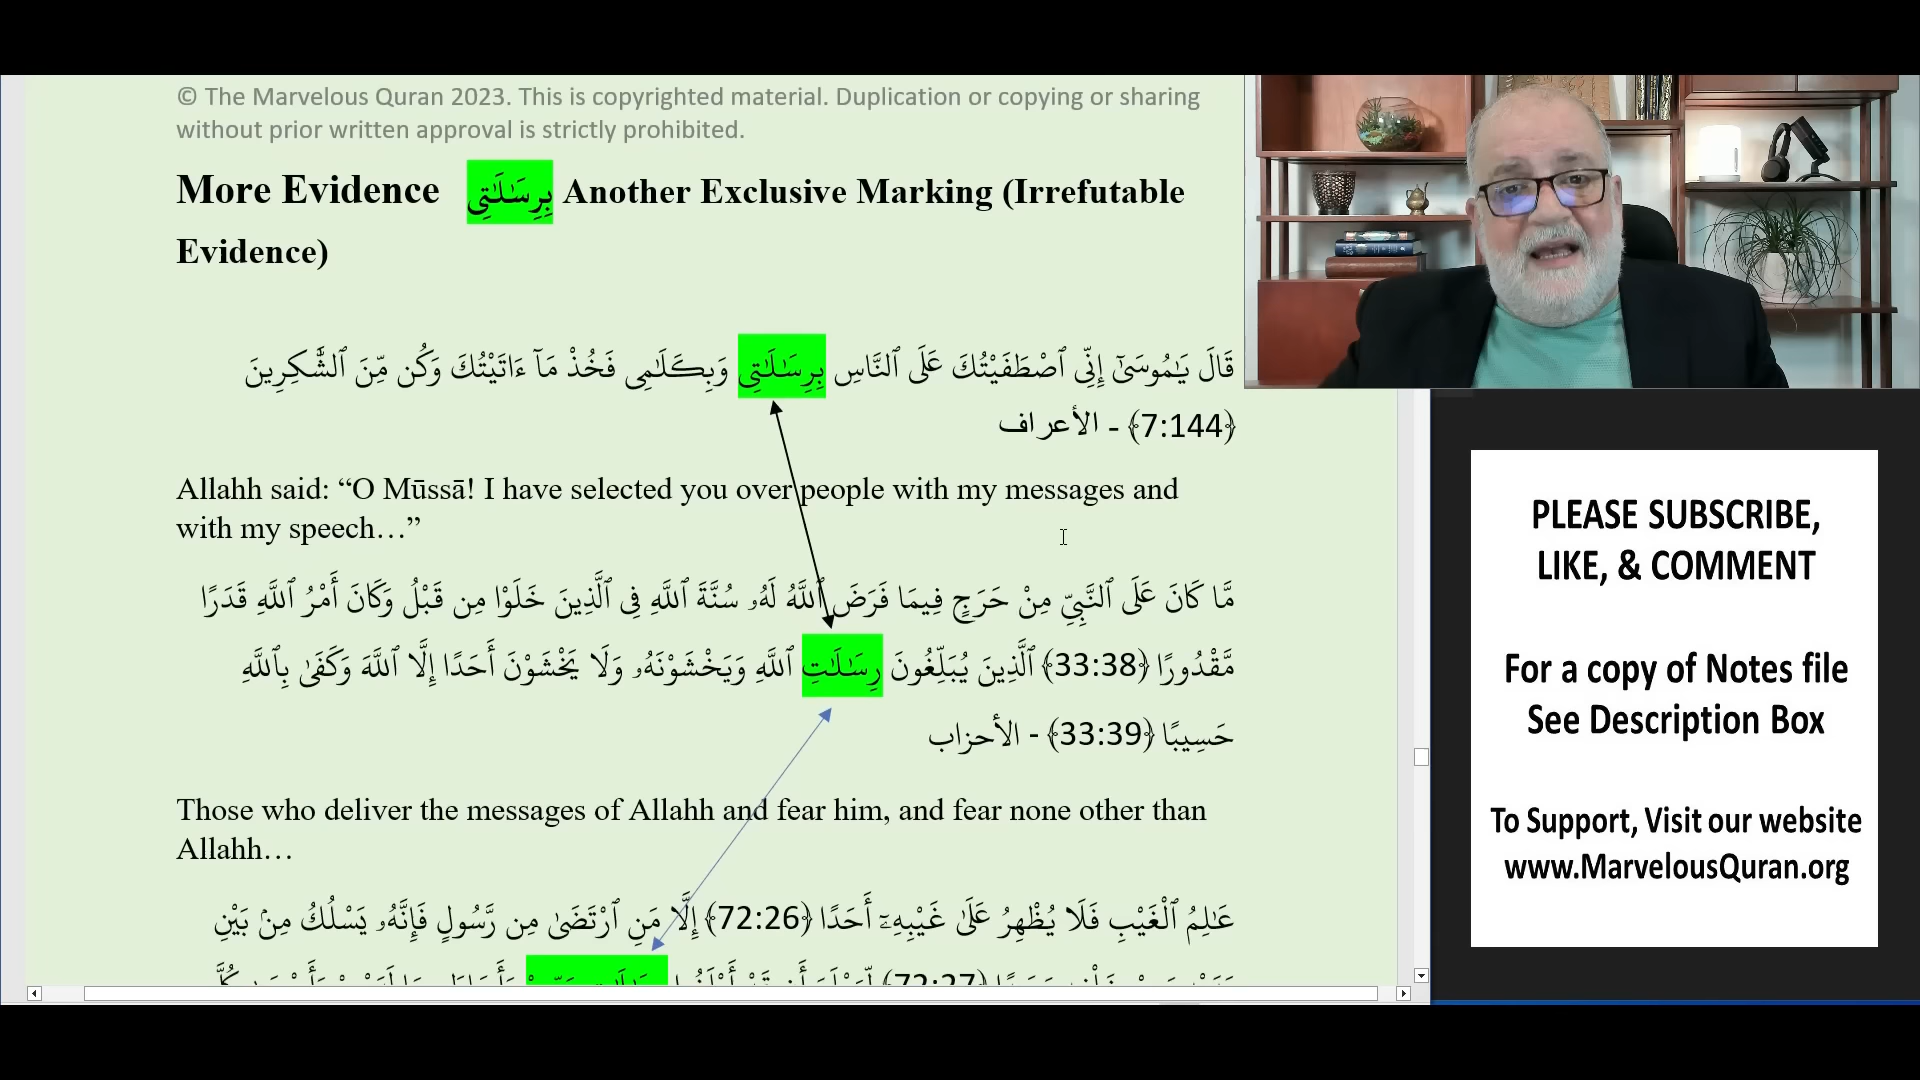 © The Marvelous Quran 2023. This is copyrighted material. Duplication or copying or sharing
without prior written approval is strictly prohibited.
More Evidence بِرِسَـٰلَـٰتِى Another Exclusive Marking (Irrefutable
Evidence)
قَالَ يَـٰمُوسَىٰٓ إِنِّى ٱصْطَفَيْتُكَ عَلَى ٱلنَّاسِ بِرِسَـٰلَـٰتِى وَبِكَلَـٰمِى فَخُذْ مَآ ءَاتَيْتُكَ وَكُن مِّنَ ٱلشَّـٰكِرِينَ
﴿7:144﴾ - الأعراف
Allahh said: “O Mūssā! I have selected you over people with my messages and
with my speech…”
مَّا كَانَ عَلَى ٱلنَّبِىِّ مِنْ حَرَجٍ فِيمَا فَرَضَ ٱللَّهُ لَهُۥ سُنَّةَ ٱللَّهِ فِى ٱلَّذِينَ خَلَوْا مِن قَبْلُ وَكَانَ أَمْرُ ٱللَّهِ قَدَرًا
مَّقْدُورًا ﴿33:38﴾ ٱلَّذِينَ يُبَلِّغُونَ رِسَـٰلَـٰتِ ٱللَّهِ وَيَخْشَوْنَهُۥ وَلَا يَخْشَوْنَ أَحَدًا إِلَّا ٱللَّهَ وَكَفَىٰ بِٱللَّهِ
حَسِيبًا ﴿33:39﴾ - الأحزاب
Those who deliver the messages of Allahh and fear him, and fear none other than
Allahh…
عَـٰلِمُ ٱلْغَيْبِ فَلَا يُظْهِرُ عَلَىٰ غَيْبِهِۦٓ أَحَدًا ﴿72:26﴾ إِلَّا مَنِ ٱرْتَضَىٰ مِن رَّسُولٍ فَإِنَّهُۥ يَسْلُكُ مِنۢ بَيْنِ
﴿72:27﴾
PLEASE SUBSCRIBE,
LIKE, & COMMENT
For a copy of Notes file
See Description Box
To Support, Visit our website
www.MarvelousQuran.org